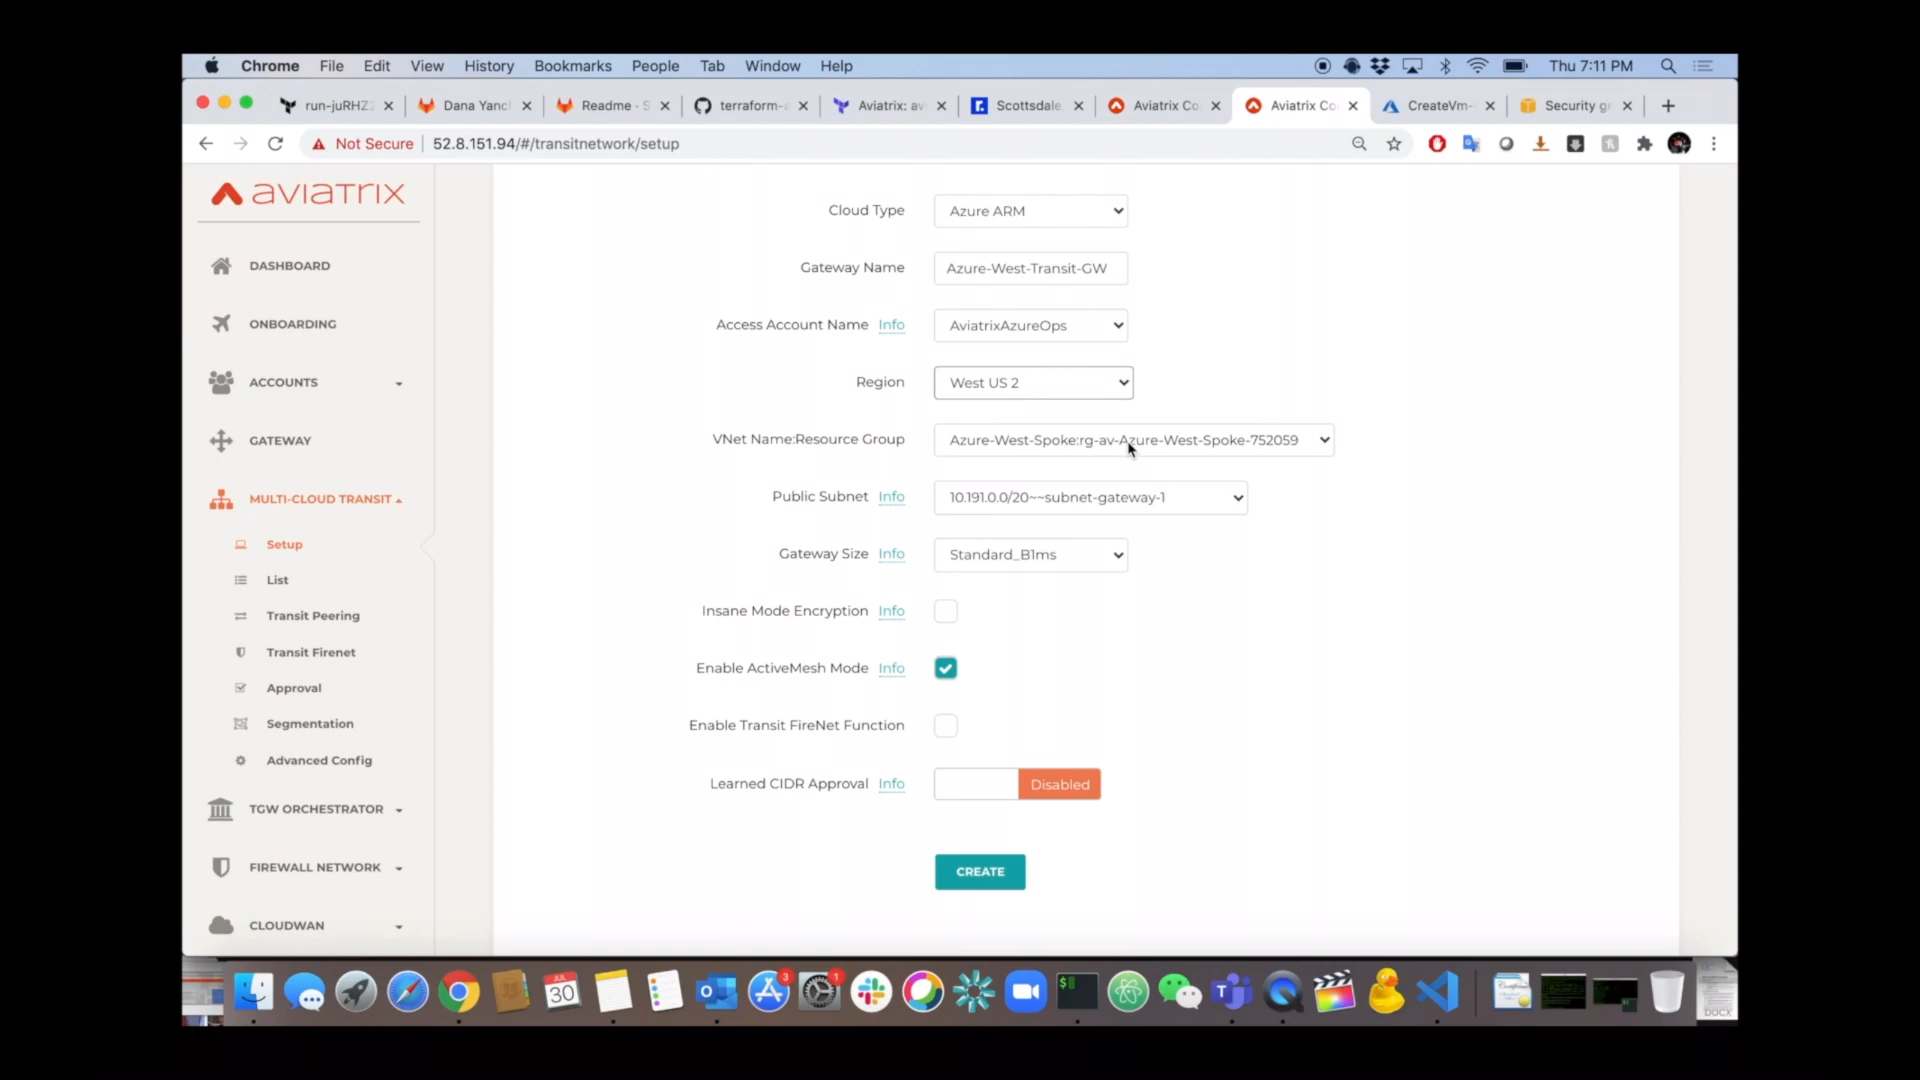 Chrome File Edit View History Bookmarks People Tab Window Help Thu 7:11 PM
run-juRHZ Dana Yanc Readme - S terraform-a Aviatrix: av Scottsdale Aviatrix Co Aviatrix Co CreateVm- Security gr
Not Secure 52.8.151.94/#/transitnetwork/setup
aviatrix
DASHBOARD
ONBOARDING
ACCOUNTS
GATEWAY
MULTI-CLOUD TRANSIT
Setup
List
Transit Peering
Transit Firenet
Approval
Segmentation
Advanced Config
TGW ORCHESTRATOR
FIREWALL NETWORK
CLOUDWAN
Cloud Type Azure ARM
Gateway Name Azure-West-Transit-GW
Access Account Name Info AviatrixAzureOps
Region West US 2
VNet Name:Resource Group Azure-West-Spoke:rg-av-Azure-West-Spoke-752059
Public Subnet Info 10.191.0.0/20~~subnet-gateway-1
Gateway Size Info Standard_B1ms
Insane Mode Encryption Info
Enable ActiveMesh Mode Info
Enable Transit FireNet Function
Learned CIDR Approval Info Disabled
CREATE
JUL
30
3
1
DOCX